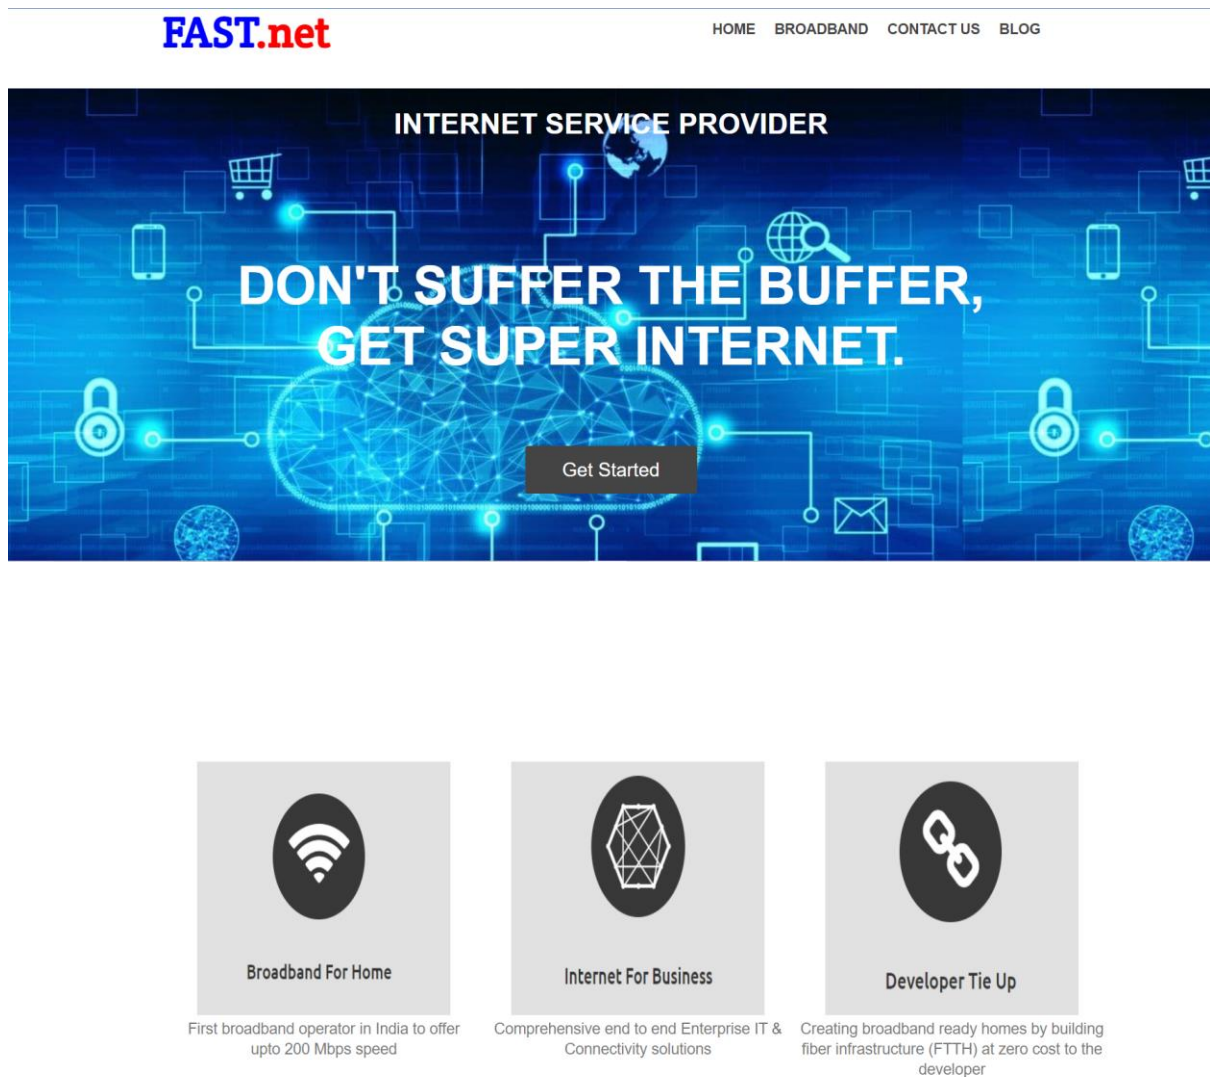 FAST.net
HOME BROADBAND CONTACT US BLOG
INTERNET SERVICE PROVIDER
DON'T SUFFER THE BUFFER,
GET SUPER INTERNET.
Get Started
Broadband For Home
First broadband operator in India to offer
upto 200 Mbps speed
Internet For Business
Comprehensive end to end Enterprise IT &
Connectivity solutions
Developer Tie Up
Creating broadband ready homes by building
fiber infrastructure (FTTH) at zero cost to the
developer